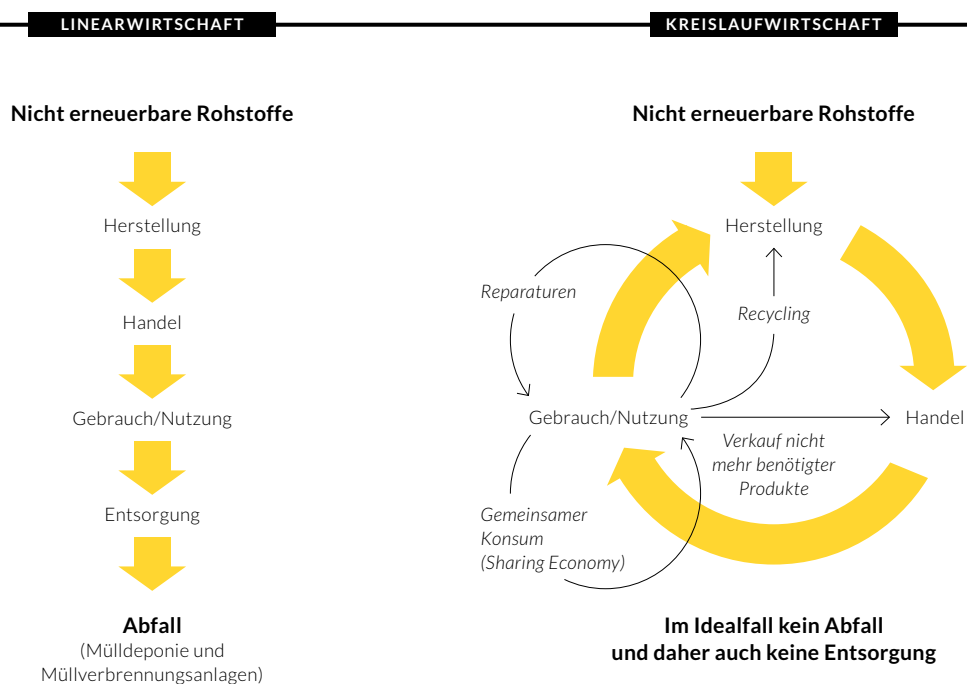 LINEARWIRTSCHAFT
Nicht erneuerbare Rohstoffe
Herstellung
Handel
Gebrauch/Nutzung
Entsorgung
Abfall
(Mülldeponie und
Müllverbrennungsanlagen)
KREISLAUFWIRTSCHAFT
Nicht erneuerbare Rohstoffe
Herstellung
Reparaturen
Recycling
Gebrauch/Nutzung
Handel
Verkauf nicht
mehr benötigter
Produkte
Gemeinsamer
Konsum
(Sharing Economy)
Im Idealfall kein Abfall
und daher auch keine Entsorgung